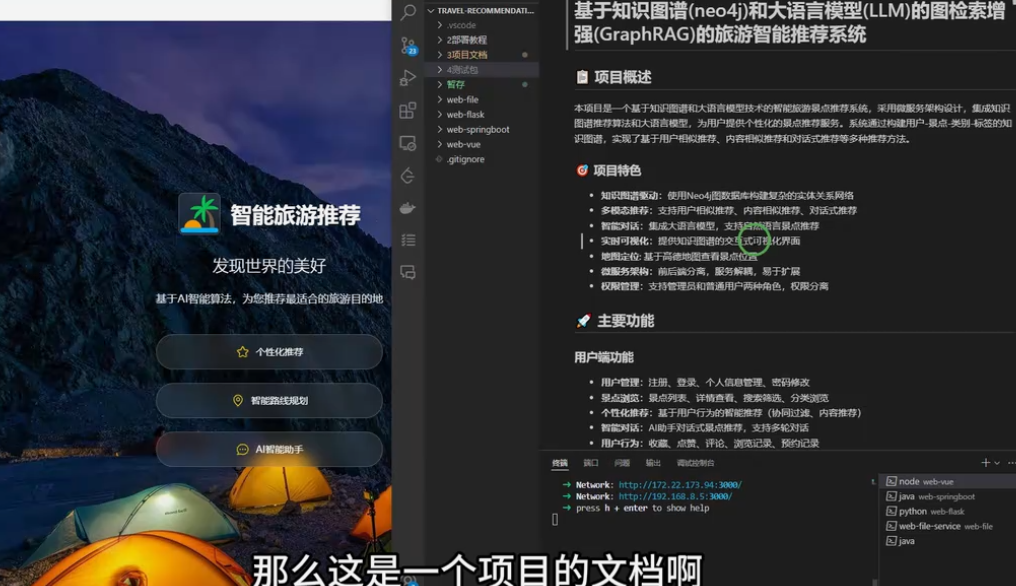 智能旅游推荐
发现世界的美好
基于AI智能算法，为您推荐最适合的旅游目的地
个性化推荐
智能路线规划
AI智能助手
TRAVEL-RECOMMENDATI...
.vscode
2部署教程
3项目文档
4测试包
暂存
web-file
web-flask
web-springboot
web-vue
.gitignore
23
基于知识图谱(neo4j)和大语言模型(LLM)的图检索增
强(GraphRAG)的旅游智能推荐系统
项目概述
本项目是一个基于知识图谱和大语言模型技术的智能旅游景点推荐系统，采用微服务架构设计，集成知识
图谱推荐算法和大语言模型，为用户提供个性化的景点推荐服务。系统通过构建用户-景点-类别-标签的知
识图谱，实现了基于用户相似推荐、内容相似推荐和对话式推荐等多种推荐方法。
项目特色
知识图谱驱动：使用Neo4j图数据库构建复杂的实体关系网络
多模态推荐：支持用户相似推荐、内容相似推荐、对话式推荐
智能对话：集成大语言模型，支持自然语言景点推荐
实时可视化：提供知识图谱的交互式可视化界面
地图定位: 基于高德地图查看景点位置
微服务架构：前后端分离，服务解耦，易于扩展
权限管理：支持管理员和普通用户两种角色，权限分离
主要功能
用户端功能
用户管理：注册、登录、个人信息管理、密码修改
景点浏览：景点列表、详情查看、搜索筛选、分类浏览
个性化推荐：基于用户行为的智能推荐（协同过滤、内容推荐）
智能对话：AI助手对话式景点推荐，支持多轮对话
用户行为：收藏、点赞、评论、浏览记录、预约记录
终端 端口 问题 输出 调试控制台
→ Network: http://172.22.173.94:3000/
→ Network: http://192.168.8.5:3000/
→ press h + enter to show help
node web-vue
java web-springboot
python web-flask
web-file-service web-file
java
那么这是一个项目的文档啊